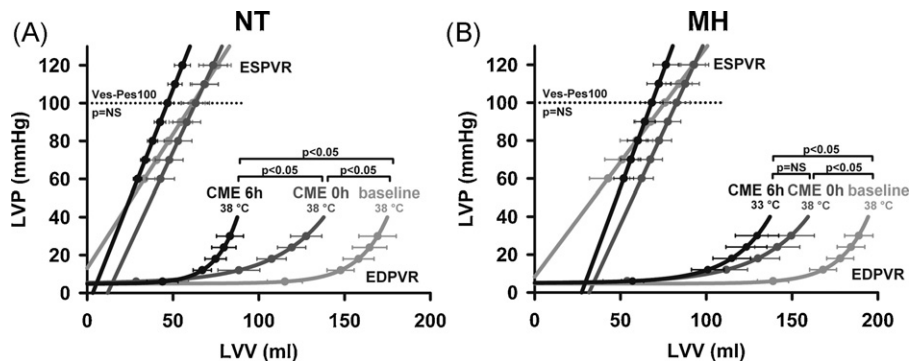 (A) NT
120
100
80
60
40
20
0
LVP (mmHg)
Ves-Pes100
p=NS
ESPVR
p<0.05
p<0.05 p<0.05
CME 6h CME 0h baseline
38 °C 38 °C 38 °C
EDPVR
0 50 100 150 200
LVV (ml)
(B) MH
120
100
80
60
40
20
0
LVP (mmHg)
Ves-Pes100
p=NS
ESPVR
p<0.05
p=NS p<0.05
CME 6h CME 0h baseline
33 °C 38 °C 38 °C
EDPVR
0 50 100 150 200
LVV (ml)